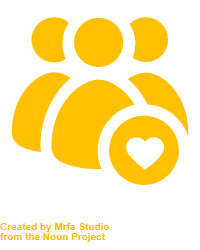 Created by Mrfa Studio
from the Noun Project